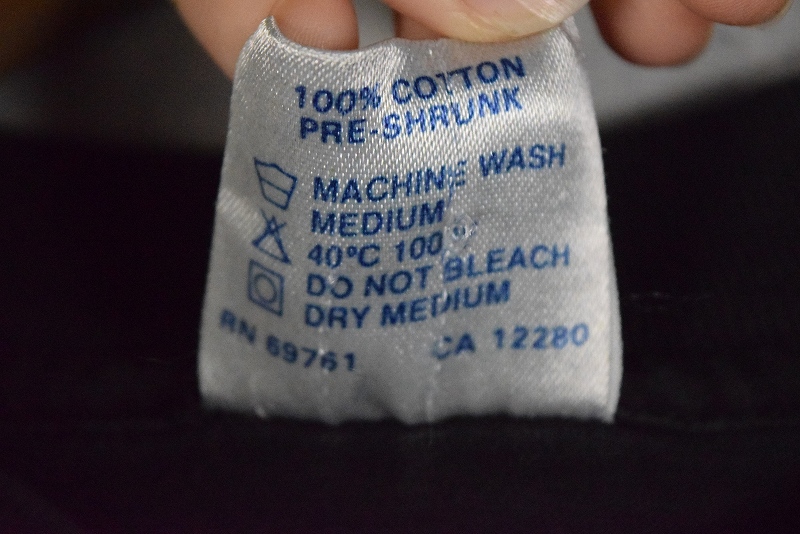 100% COTTON
PRE-SHRUNK
MACHINE WASH
MEDIUM
40°C 100
DO NOT BLEACH
DRY MEDIUM
RN 69761 CA 12280